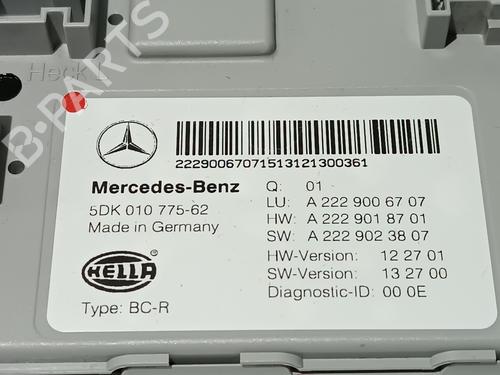 Heck
B-PARTS
22290067071513121300361
Mercedes-Benz
5DK 010 775-62
Made in Germany
HELLA
Type: BC-R
Q: 01
LU: A 222 900 67 07
HW: A 222 901 87 01
SW: A 222 902 38 07
HW-Version: 12 27 01
SW-Version: 13 27 00
Diagnostic-ID: 00 0E